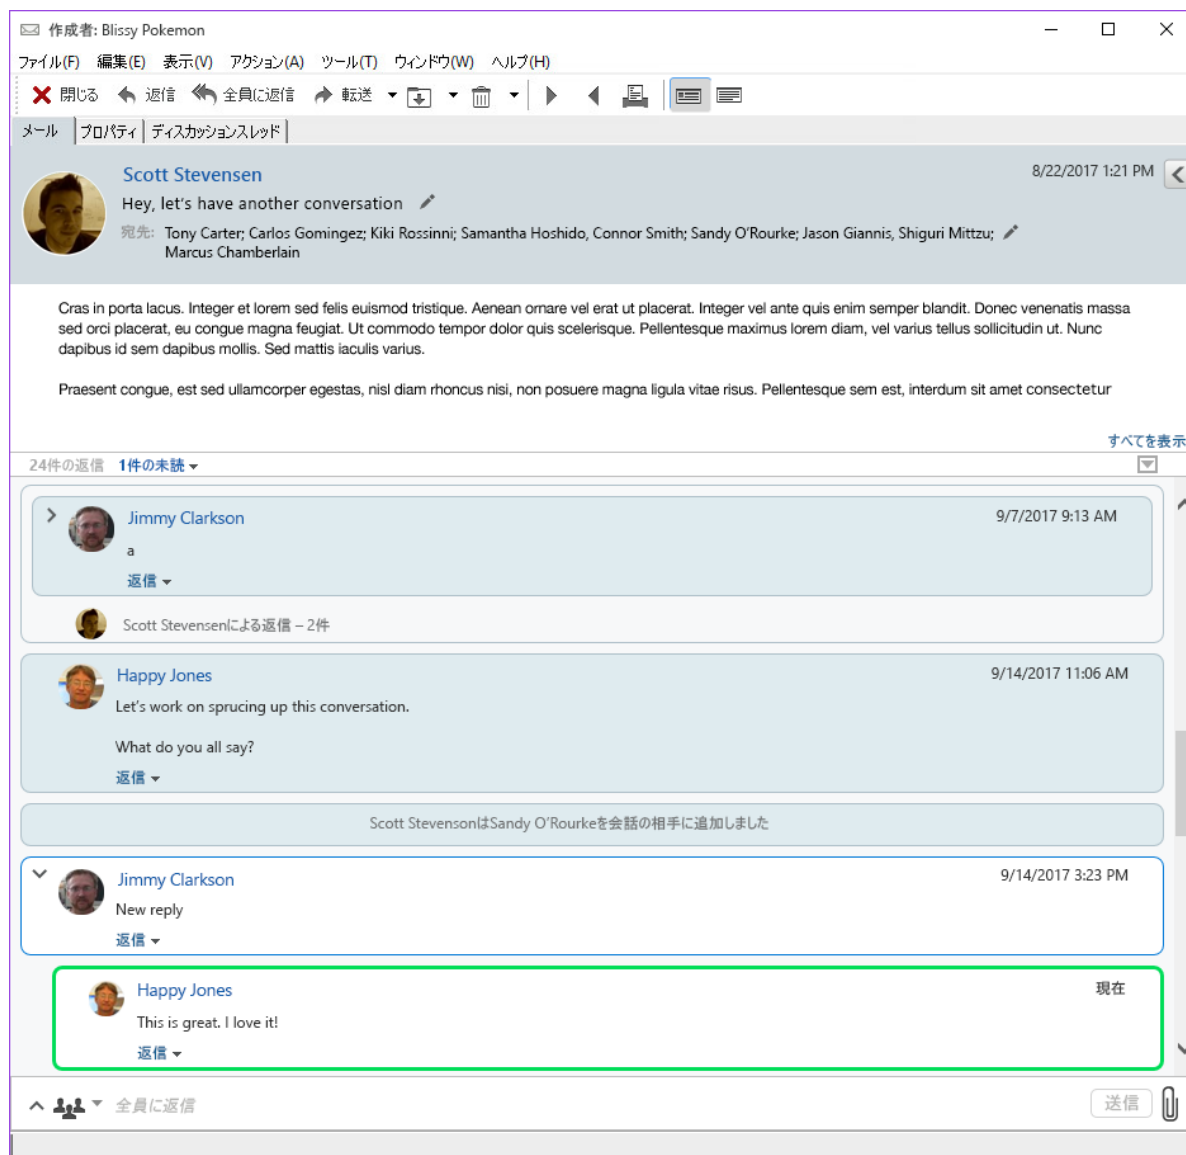 作成者: Blissy Pokemon
ファイル(F) 編集(E) 表示(V) アクション(A) ツール(T) ウィンドウ(W) ヘルプ(H)
閉じる 返信 全員に返信 転送
メール プロパティ ディスカッションスレッド
Scott Stevensen 8/22/2017 1:21 PM
Hey, let's have another conversation
宛先: Tony Carter; Carlos Gomingez; Kiki Rossinni; Samantha Hoshido, Connor Smith; Sandy O'Rourke; Jason Giannis, Shiguri Mittzu;
Marcus Chamberlain
Cras in porta lacus. Integer et lorem sed felis euismod tristique. Aenean ornare vel erat ut placerat. Integer vel ante quis enim semper blandit. Donec venenatis massa
sed orci placerat, eu congue magna feugiat. Ut commodo tempor dolor quis scelerisque. Pellentesque maximus lorem diam, vel varius tellus sollicitudin ut. Nunc
dapibus id sem dapibus mollis. Sed mattis iaculis varius.
Praesent congue, est sed ullamcorper egestas, nisl diam rhoncus nisi, non posuere magna ligula vitae risus. Pellentesque sem est, interdum sit amet consectetur
すべてを表示
24件の返信 1件の未読
Jimmy Clarkson 9/7/2017 9:13 AM
a
返信
Scott Stevensenによる返信 – 2件
Happy Jones 9/14/2017 11:06 AM
Let's work on sprucing up this conversation.
What do you all say?
返信
Scott StevensonはSandy O'Rourkeを会話の相手に追加しました
Jimmy Clarkson 9/14/2017 3:23 PM
New reply
返信
Happy Jones 現在
This is great. I love it!
返信
全員に返信 送信